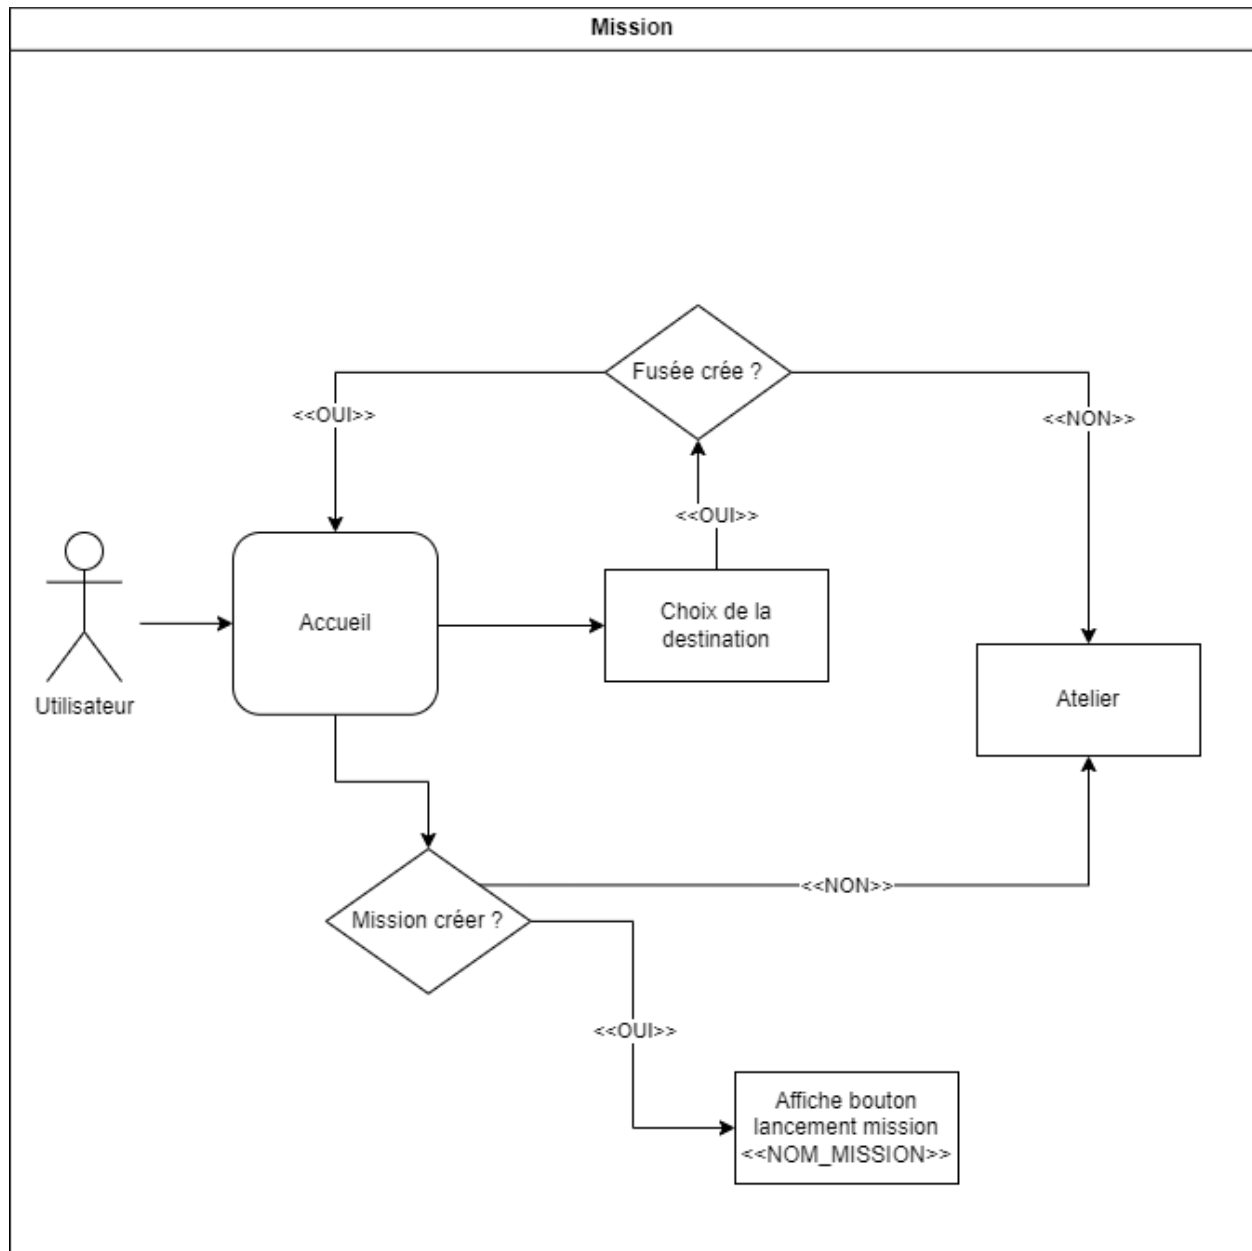 Mission
Fusée crée ?
<<OUI>>
<<NON>>
<<OUI>>
Accueil
Choix de la
destination
Utilisateur
Atelier
<<NON>>
Mission créer ?
<<OUI>>
Affiche bouton
lancement mission
<<NOM_MISSION>>